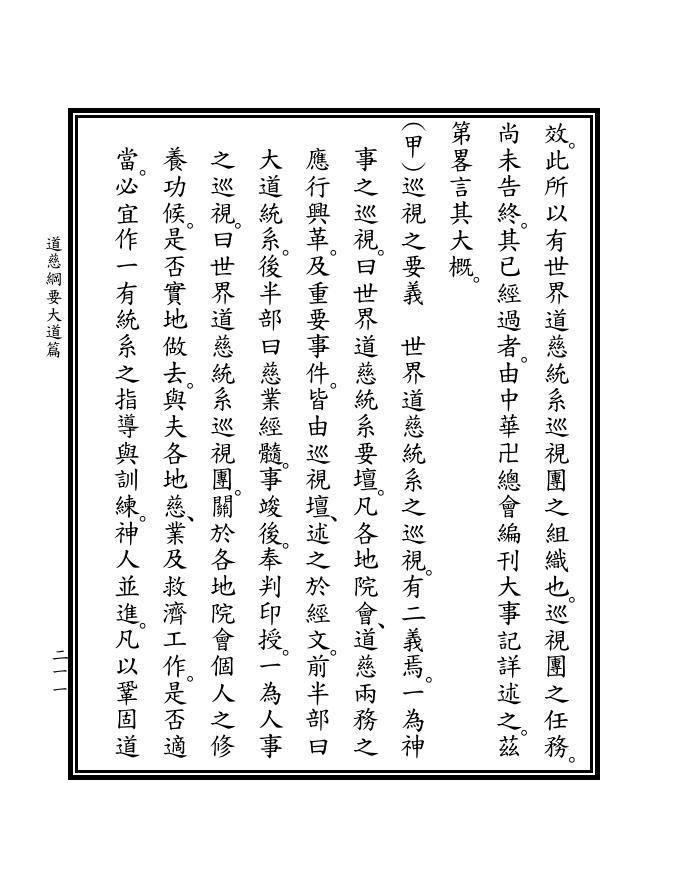 效。此所以有世界道慈統系巡視團之組織也。巡視團之任務。
尚未告終。其已經過者。由中華卍總會編刊大事記詳述之。茲
第畧言其大概。
（甲）巡視之要義　世界道慈統系之巡視。有二義焉。一為神
事之巡視。曰世界道慈統系要壇。凡各地院會、道慈兩務之
應行興革。及重要事件。皆由巡視壇、述之於經文。前半部曰
大道統系。後半部曰慈業經髓。事竣後。奉判印授。一為人事
之巡視。曰世界道慈統系巡視團。關於各地院會個人之修
養功候。是否實地做去。與夫各地慈、業及救濟工作。是否適
當。必宜作一有統系之指導與訓練。神人並進。凡以鞏固道
道慈綱要大道篇
二一一